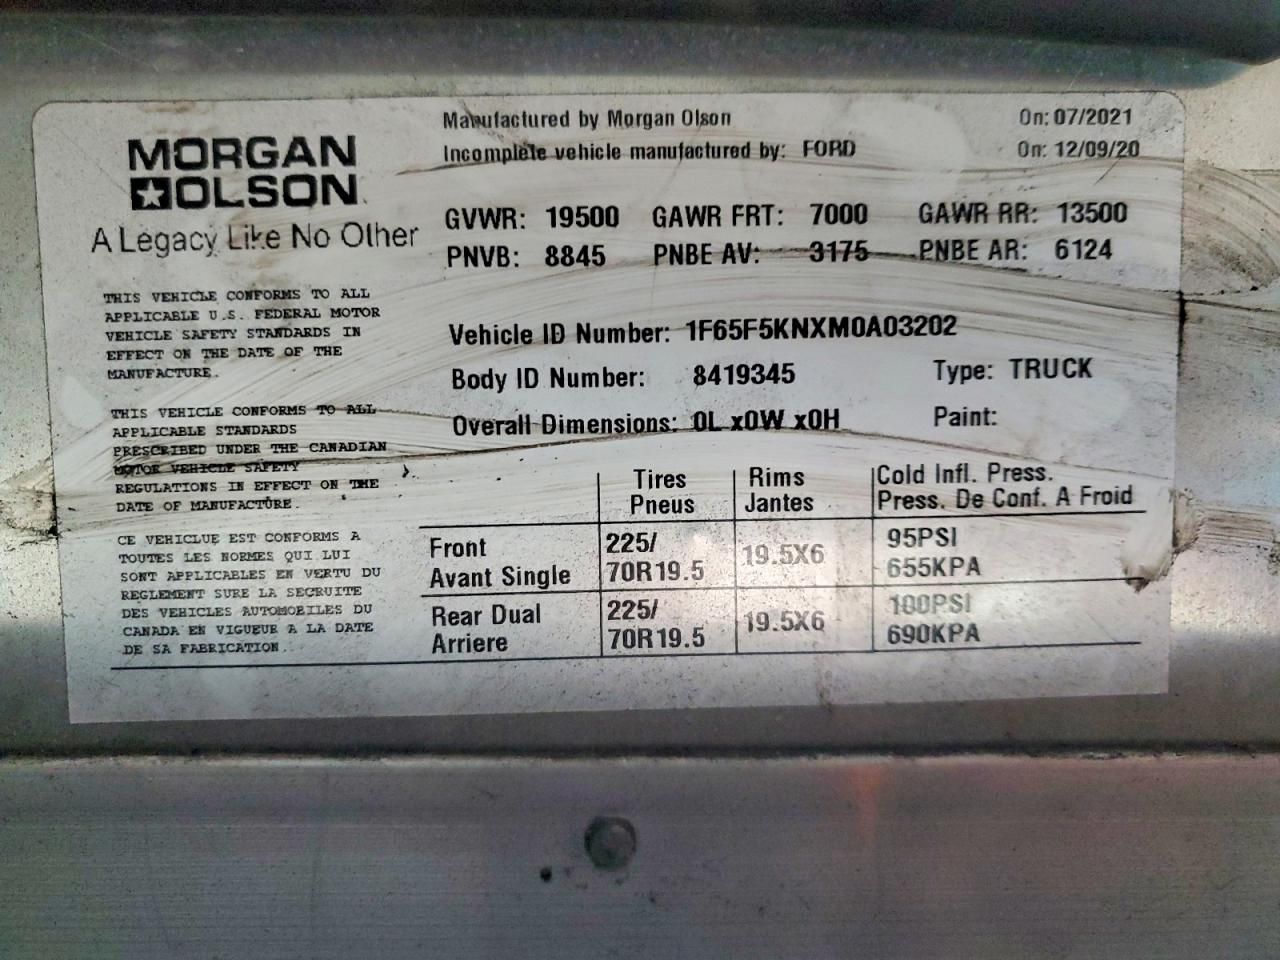 MORGAN
OLSON
A Legacy Like No Other
Manufactured by Morgan Olson On: 07/2021
Incomplete vehicle manufactured by: FORD On: 12/09/20
GVWR: 19500 GAWR FRT: 7000 GAWR RR: 13500
PNVB: 8845 PNBE AV: 3175 PNBE AR: 6124
Vehicle ID Number: 1F65F5KNXM0A03202
Body ID Number: 8419345 Type: TRUCK
Overall Dimensions: 0L x0W x0H Paint:
THIS VEHICLE CONFORMS TO ALL
APPLICABLE U.S. FEDERAL MOTOR
VEHICLE SAFETY STANDARDS IN
EFFECT ON THE DATE OF THE
MANUFACTURE.
THIS VEHICLE CONFORMS TO ALL
APPLICABLE STANDARDS
PRESCRIBED UNDER THE CANADIAN
MOTOR VEHICLE SAFETY
REGULATIONS IN EFFECT ON THE
DATE OF MANUFACTURE.
CE VEHICLUE EST CONFORMS A
TOUTES LES NORMES QUI LUI
SONT APPLICABLES EN VERTU DU
REGLEMENT SURE LA SECRUITE
DES VEHICLES AUTOMOBILES DU
CANADA EN VIGUEUR A LA DATE
DE SA FABRICATION.
Tires Rims Cold Infl. Press.
Pneus Jantes Press. De Conf. A Froid
Front 225/ 19.5X6 95PSI
Avant Single 70R19.5 655KPA
Rear Dual 225/ 19.5X6 100PSI
Arriere 70R19.5 690KPA